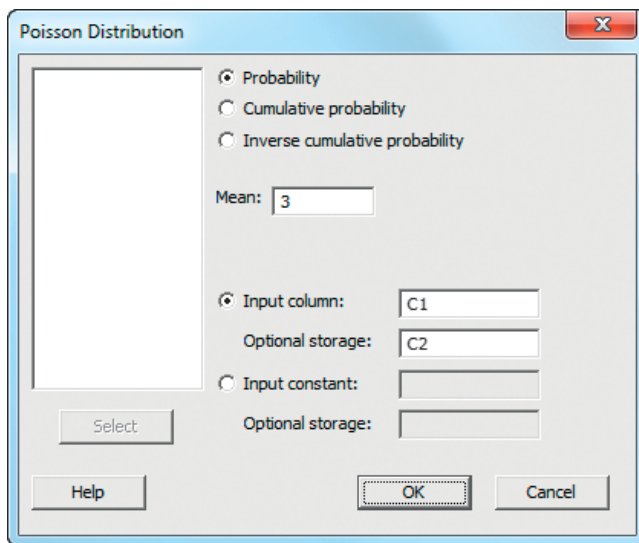 Poisson Distribution
X
Probability
Cumulative probability
Inverse cumulative probability
Mean: 3
Input column: C1
Optional storage: C2
Input constant:
Optional storage:
Select
Help OK Cancel